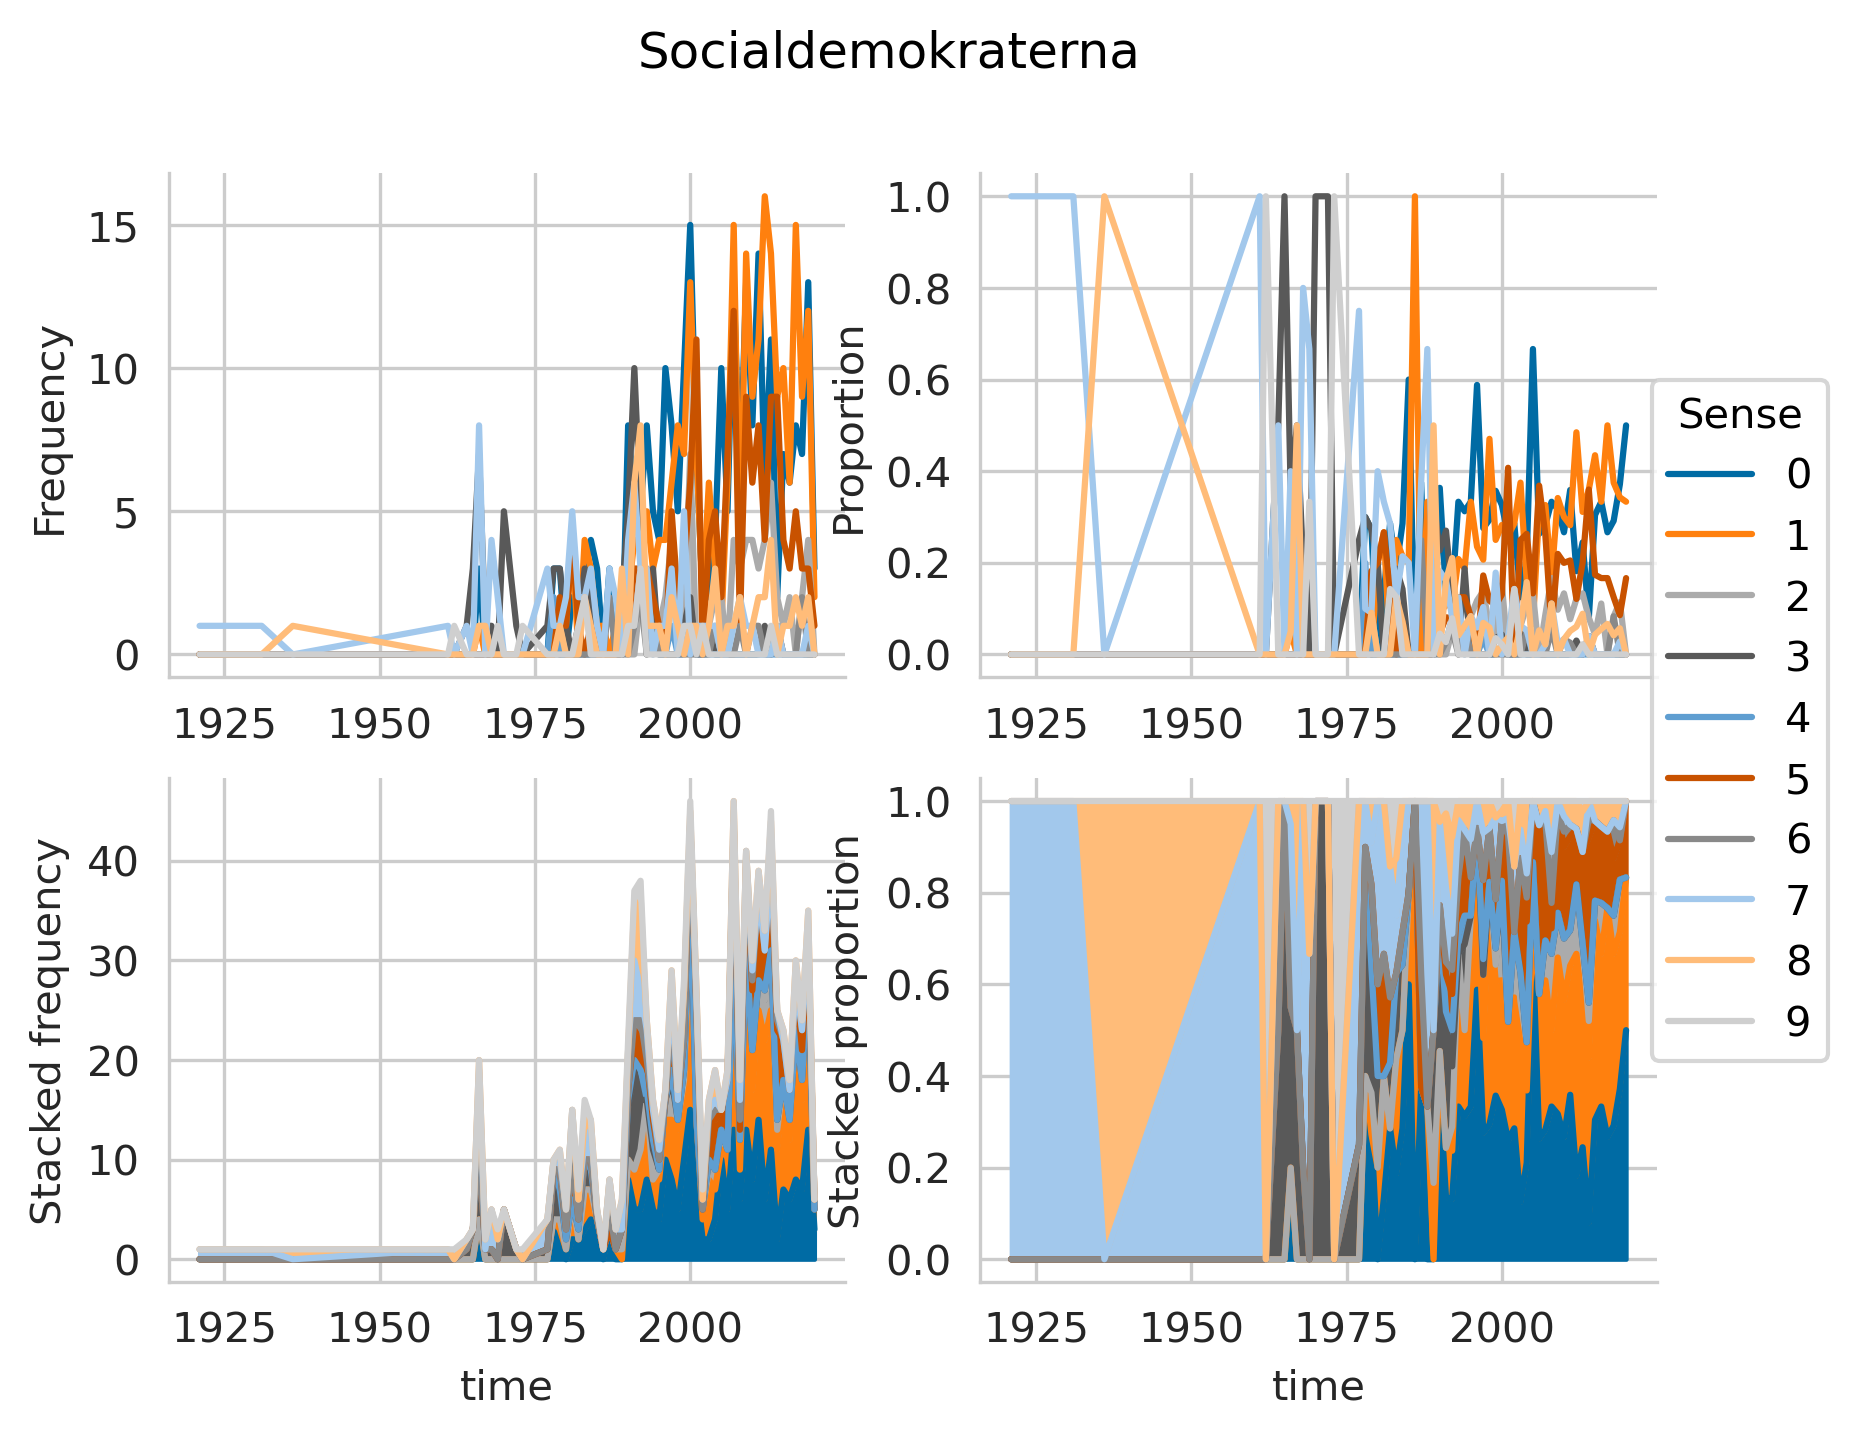 Socialdemokraterna
Frequency
15
10
5
0
1925 1950 1975 2000
Proportion
1.0
0.8
0.6
0.4
0.2
0.0
1925 1950 1975 2000
Sense
0
1
2
3
4
5
6
7
8
9
Stacked frequency
40
30
20
10
0
1925 1950 1975 2000
time
Stacked proportion
1.0
0.8
0.6
0.4
0.2
0.0
1925 1950 1975 2000
time